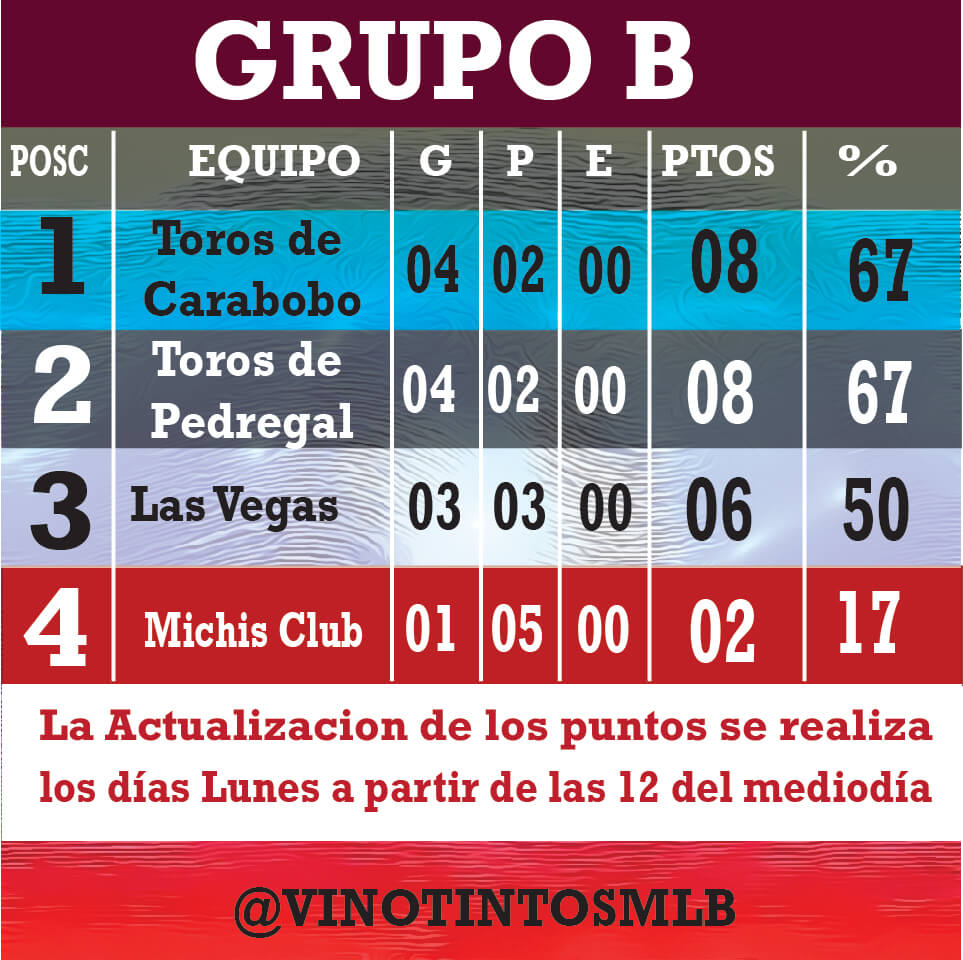 GRUPO B
POSC EQUIPO G P E PTOS %
1 Toros de Carabobo 04 02 00 08 67
2 Toros de Pedregal 04 02 00 08 67
3 Las Vegas 03 03 00 06 50
4 Michis Club 01 05 00 02 17
La Actualizacion de los puntos se realiza
los días Lunes a partir de las 12 del mediodía
@VINOTINTOSMLB